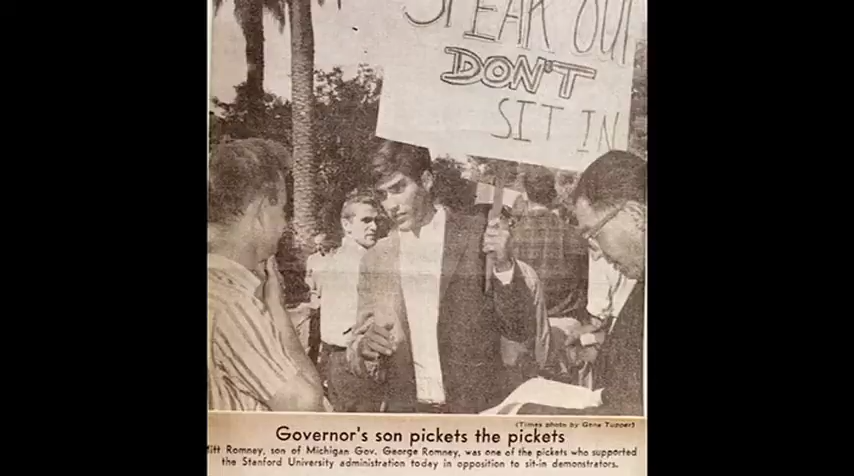 SPEAK OUT
DON'T
SIT IN
(Times photo by Gene Tupper)
Governor's son pickets the pickets
itt Romney, son of Michigan Gov. George Romney, was one of the pickets who supported
the Stanford University administration today in opposition to sit-in demonstrators.